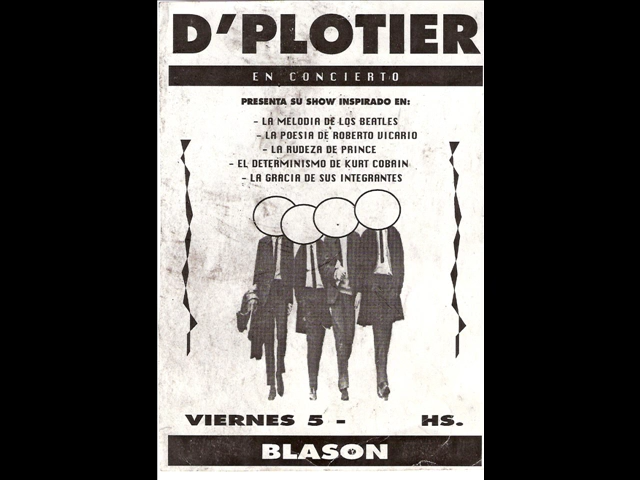 D'PLOTIER
EN CONCIERTO
PRESENTA SU SHOW INSPIRADO EN:
- LA MELODIA DE LOS BEATLES
- LA POESIA DE ROBERTO VICARIO
- LA RUDEZA DE PRINCE
- EL DETERMINISMO DE KURT COBAIN
- LA GRACIA DE SUS INTEGRANTES
VIERNES 5 - HS.
BLASON